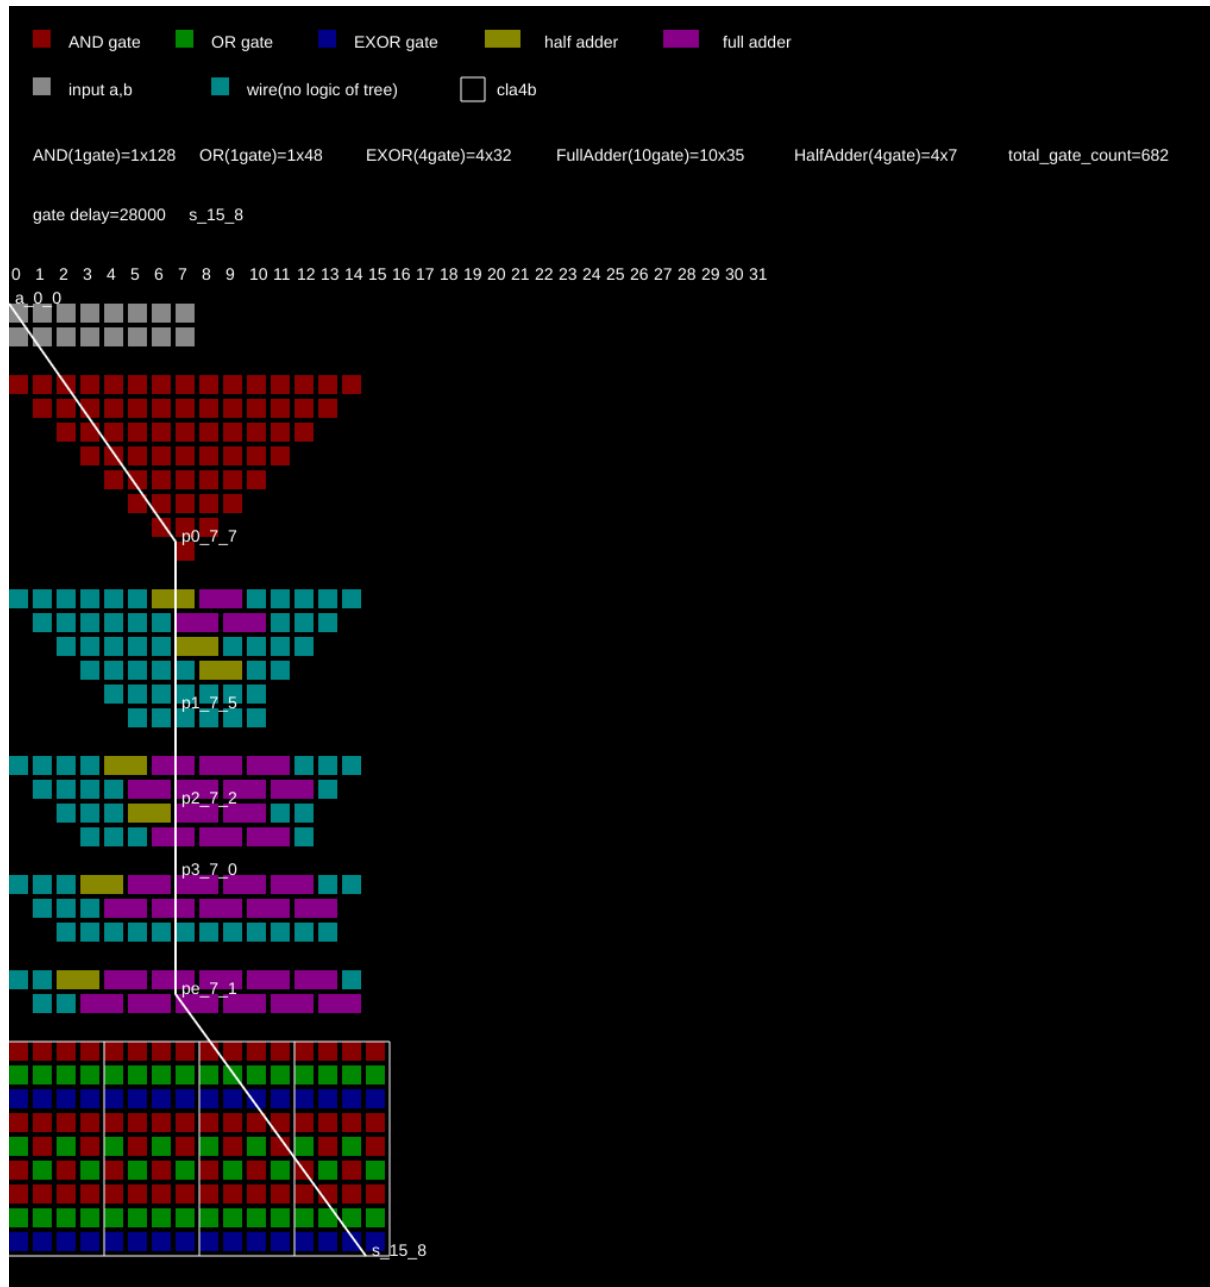 AND gate OR gate EXOR gate half adder full adder
input a,b wire(no logic of tree) cla4b
AND(1gate)=1x128 OR(1gate)=1x48 EXOR(4gate)=4x32 FullAdder(10gate)=10x35 HalfAdder(4gate)=4x7 total_gate_count=682
gate delay=28000 s_15_8
0 1 2 3 4 5 6 7 8 9 10 11 12 13 14 15 16 17 18 19 20 21 22 23 24 25 26 27 28 29 30 31
a_0_0
p0_7_7
p1_7_5
p2_7_2
p3_7_0
pe_7_1
s_15_8